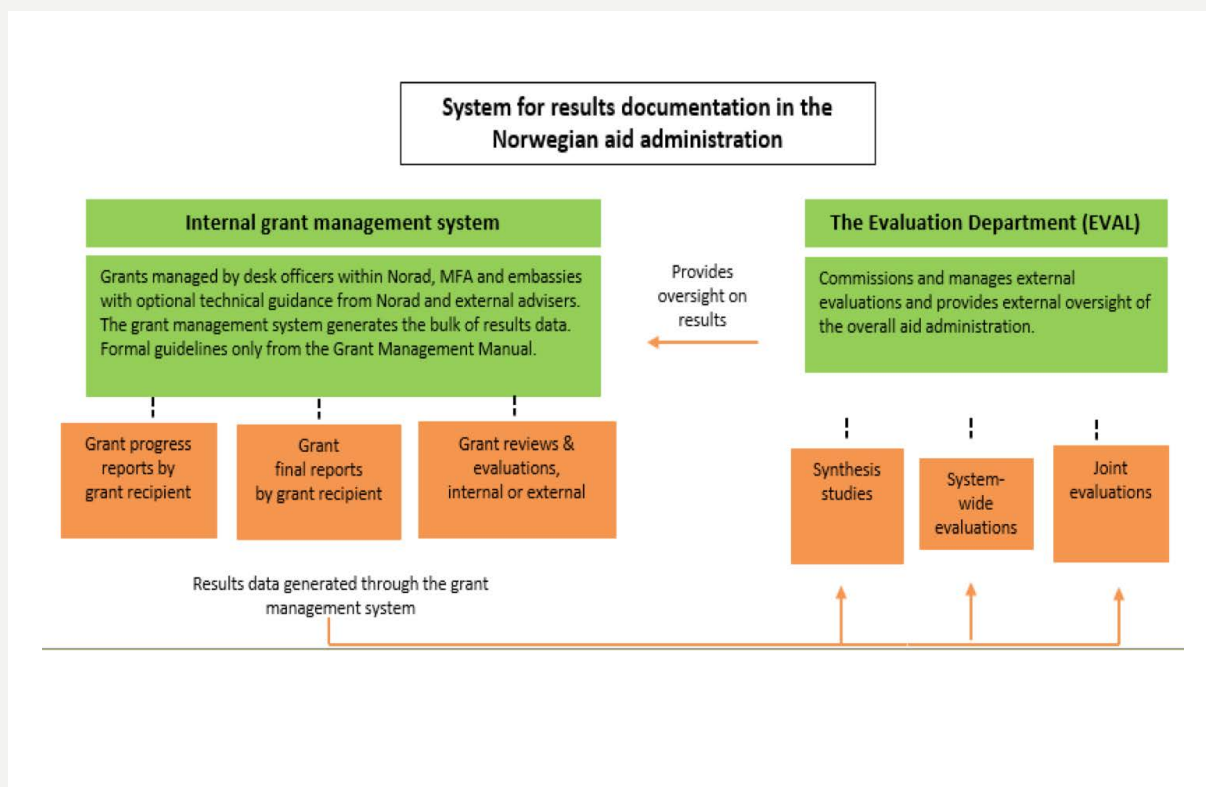 System for results documentation in the
Norwegian aid administration
Internal grant management system
Grants managed by desk officers within Norad, MFA and embassies
with optional technical guidance from Norad and external advisers.
The grant management system generates the bulk of results data.
Formal guidelines only from the Grant Management Manual.
Provides
oversight on
results
The Evaluation Department (EVAL)
Commissions and manages external
evaluations and provides external oversight of
the overall aid administration.
Grant progress
reports by
grant recipient
Grant
final reports
by grant recipient
Grant reviews &
evaluations,
internal or external
Synthesis
studies
System-
wide
evaluations
Joint
evaluations
Results data generated through the grant
management system